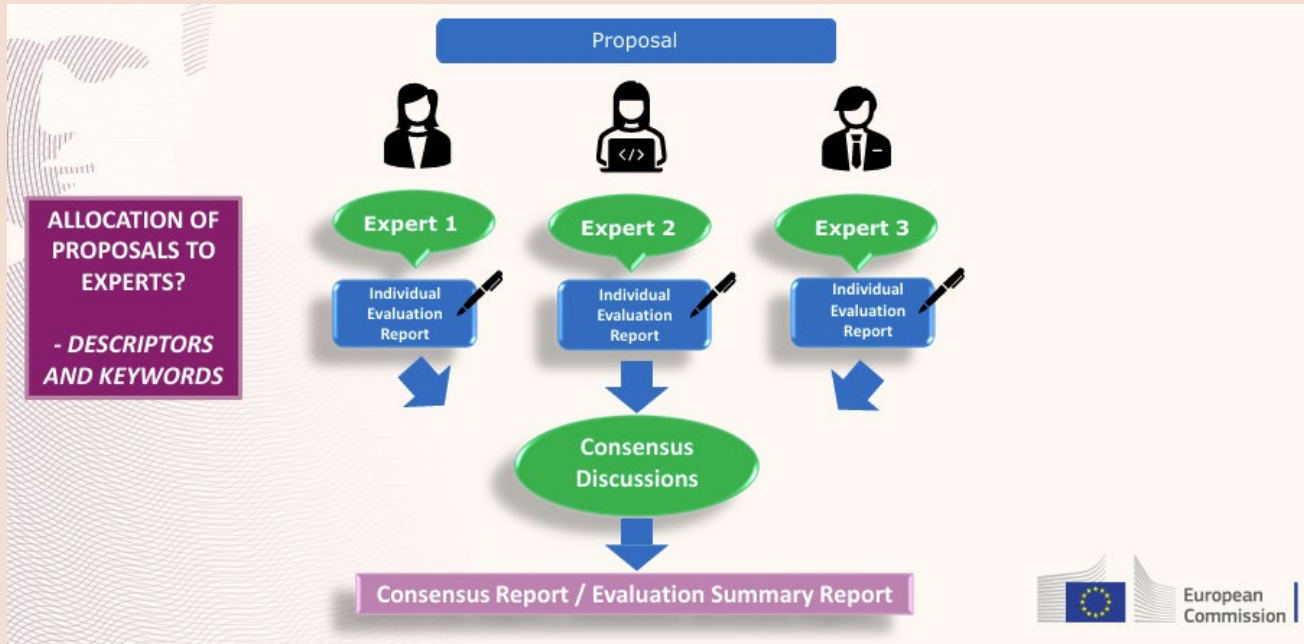 Proposal
</>
Expert 1
Expert 2
Expert 3
ALLOCATION OF
PROPOSALS TO
EXPERTS?
- DESCRIPTORS
AND KEYWORDS
Individual
Evaluation
Report
Individual
Evaluation
Report
Individual
Evaluation
Report
Consensus
Discussions
Consensus Report / Evaluation Summary Report
European
Commission